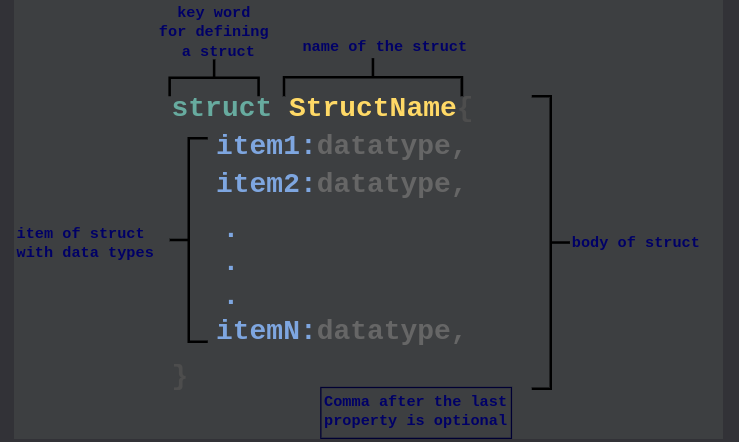 key word
for defining
a struct
name of the struct
struct StructName{
item1:datatype,
item2:datatype,
.
.
.
itemN:datatype,
}
item of struct
with data types
body of struct
Comma after the last
property is optional